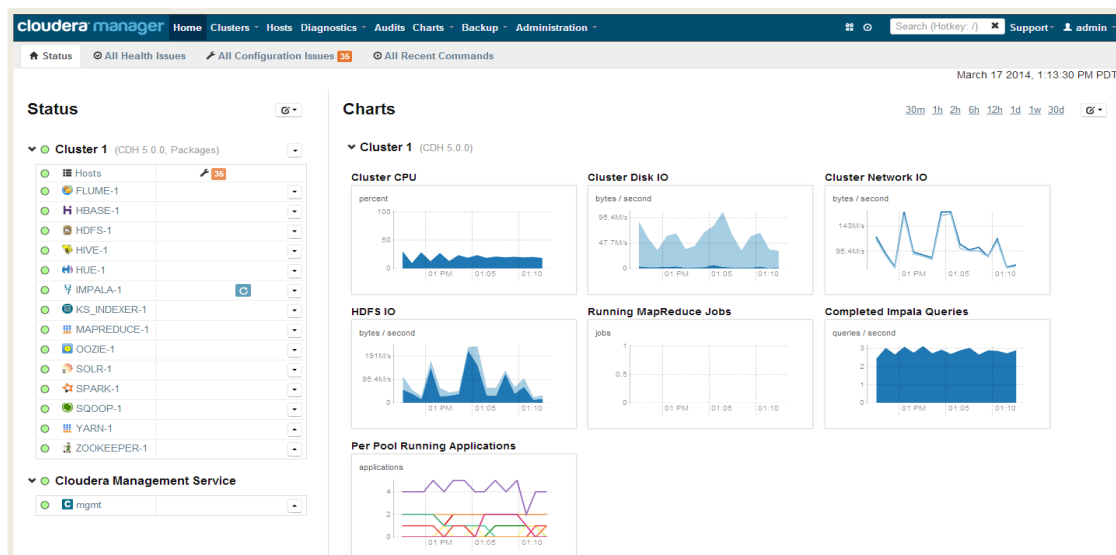 cloudera manager Home Clusters Hosts Diagnostics Audits Charts Backup Administration Search (Hotkey: /) Support admin
Status All Health Issues All Configuration Issues 35 All Recent Commands
March 17 2014, 1:13:30 PM PDT
Status
Cluster 1 (CDH 5.0.0, Packages)
Hosts 35
FLUME-1
HBASE-1
HDFS-1
HIVE-1
HUE-1
IMPALA-1
KS_INDEXER-1
MAPREDUCE-1
OOZIE-1
SOLR-1
SPARK-1
SQOOP-1
YARN-1
ZOOKEEPER-1
Cloudera Management Service
mgmt
Charts 30m 1h 2h 6h 12h 1d 1w 30d
Cluster 1 (CDH 5.0.0)
Cluster CPU
percent
100
50
0
01 PM 01:05 01:10
Cluster Disk IO
bytes / second
95.4M/s
47.7M/s
0
01 PM 01:05 01:10
Cluster Network IO
bytes / second
143M/s
95.4M/s
01 PM 01:05 01:10
HDFS IO
bytes / second
191M/s
95.4M/s
0
01 PM 01:05 01:10
Running MapReduce Jobs
jobs
1
0.5
0
01 PM 01:05 01:10
Completed Impala Queries
queries / second
3
2
1
0
01 PM 01:05 01:10
Per Pool Running Applications
applications
4
2
0
01 PM 01:05 01:10